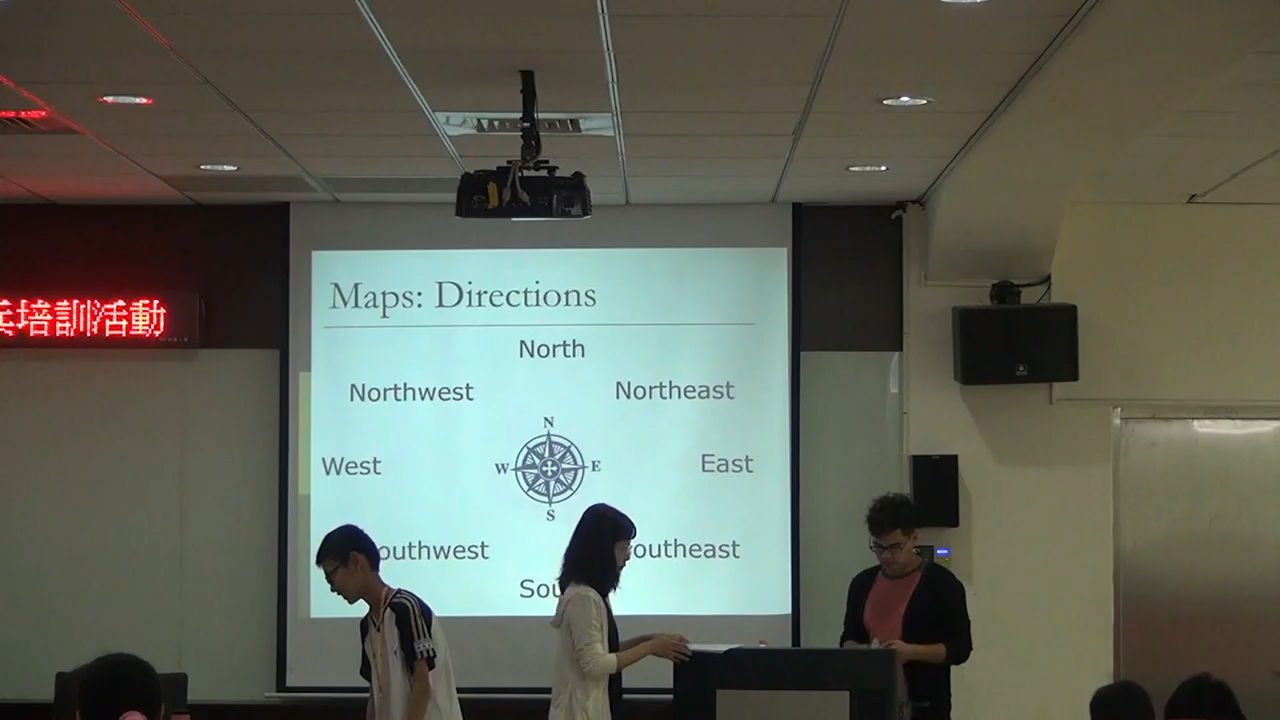 培訓活動
Maps: Directions
North
Northwest
Northeast
N
West
W
E
East
S
outhwest
outheast
Sou